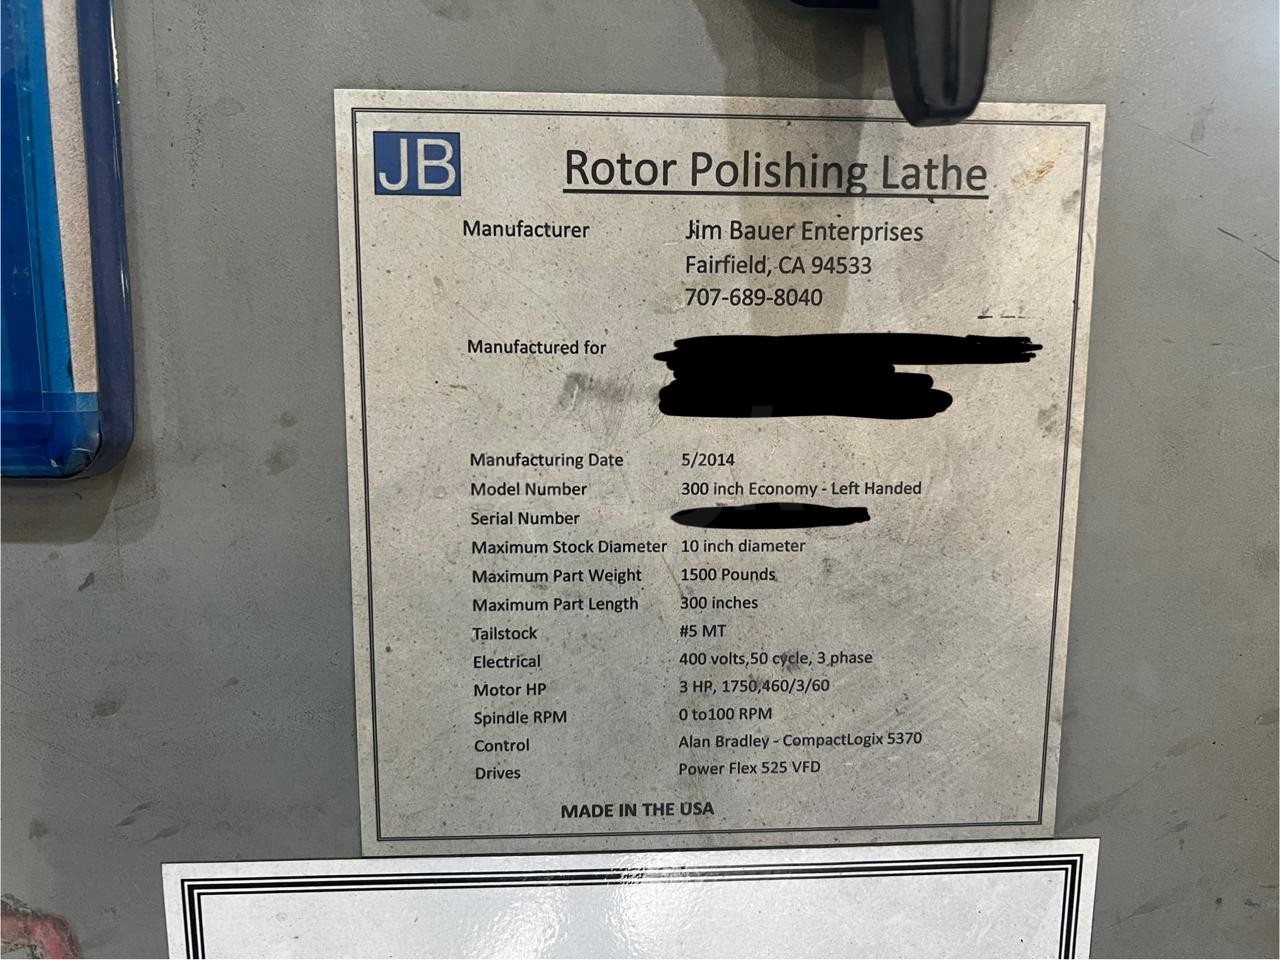 JB
Rotor Polishing Lathe
Manufacturer Jim Bauer Enterprises
Fairfield, CA 94533
707-689-8040
Manufactured for
Manufacturing Date 5/2014
Model Number 300 inch Economy - Left Handed
Serial Number
Maximum Stock Diameter 10 inch diameter
Maximum Part Weight 1500 Pounds
Maximum Part Length 300 inches
Tailstock #5 MT
Electrical 400 volts,50 cycle, 3 phase
Motor HP 3 HP, 1750,460/3/60
Spindle RPM 0 to100 RPM
Control Alan Bradley - CompactLogix 5370
Drives Power Flex 525 VFD
MADE IN THE USA